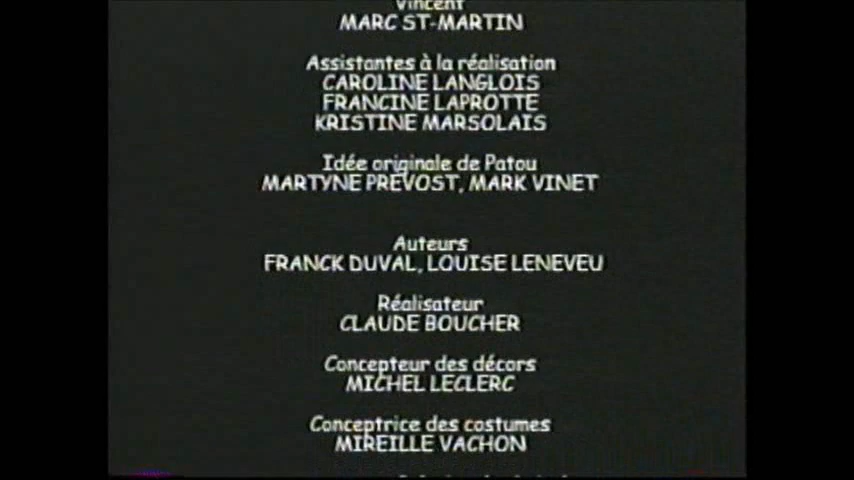 Vincent
MARC ST-MARTIN
Assistantes à la réalisation
CAROLINE LANGLOIS
FRANCINE LAPROTTE
KRISTINE MARSOLAIS
Idée originale de Patou
MARTYNE PRÉVOST, MARK VINET
Auteurs
FRANCK DUVAL, LOUISE LENEVEU
Réalisateur
CLAUDE BOUCHER
Concepteur des décors
MICHEL LECLERC
Conceptrice des costumes
MIREILLE VACHON